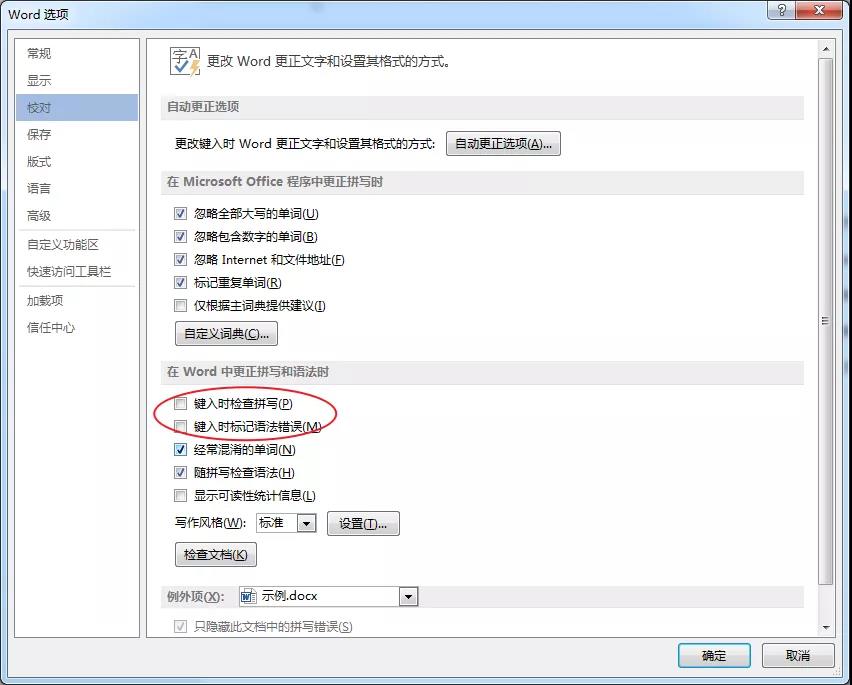 Word 选项
常规
显示
校对
保存
版式
语言
高级
自定义功能区
快速访问工具栏
加载项
信任中心
更改 Word 更正文字和设置其格式的方式。
自动更正选项
更改键入时 Word 更正文字和设置其格式的方式: 自动更正选项(A)...
在 Microsoft Office 程序中更正拼写时
忽略全部大写的单词(U)
忽略包含数字的单词(B)
忽略 Internet 和文件地址(F)
标记重复单词(R)
仅根据主词典提供建议(I)
自定义词典(C)...
在 Word 中更正拼写和语法时
键入时检查拼写(P)
键入时标记语法错误(M)
经常混淆的单词(N)
随拼写检查语法(H)
显示可读性统计信息(L)
写作风格(W): 标准 设置(T)...
检查文档(K)
例外项(X): 示例.docx
只隐藏此文档中的拼写错误(S)
确定 取消